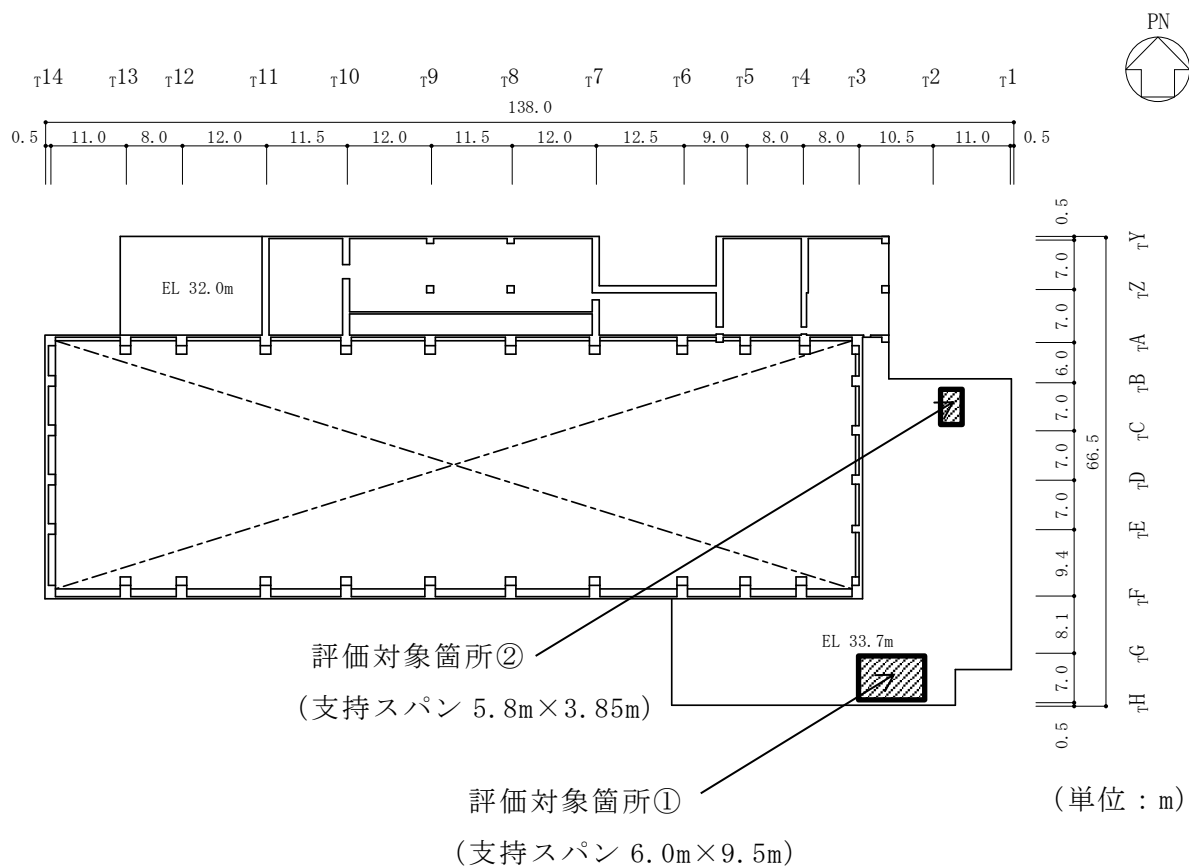 PN
T14 T13 T12 T11 T10 T9 T8 T7 T6 T5 T4 T3 T2 T1
138.0
0.5 11.0 8.0 12.0 11.5 12.0 11.5 12.0 12.5 9.0 8.0 8.0 10.5 11.0 0.5
0.5
TY
7.0
TZ
7.0
TA
6.0
TB
7.0
TC
7.0
TD
7.0
TE
9.4
TF
8.1
TG
7.0
TH
0.5
66.5
EL 32.0m
EL 33.7m
評価対象箇所②
(支持スパン 5.8m×3.85m)
評価対象箇所①
(支持スパン 6.0m×9.5m)
(単位：m)